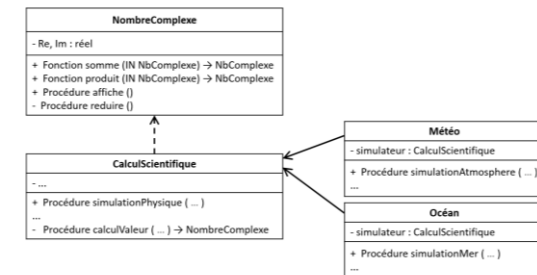 NombreComplexe
- Re, Im : réel
+ Fonction somme (IN NbComplexe) → NbComplexe
+ Fonction produit (IN NbComplexe) → NbComplexe
+ Procédure affiche ()
- Procédure reduire ()
CalculScientifique
- ...
+ Procédure simulationPhysique ( ... )
...
- Procédure calculValeur ( ... ) → NombreComplexe
Météo
- simulateur : CalculScientifique
+ Procédure simulationAtmosphere ( ... )
...
Océan
- simulateur : CalculScientifique
+ Procédure simulationMer ( ... )
...